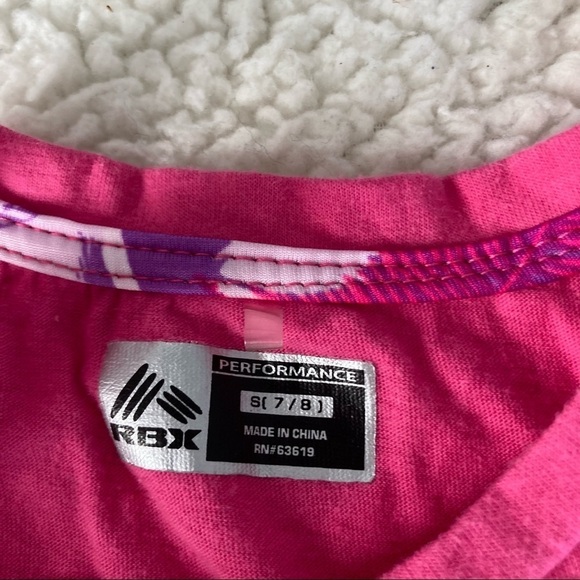 RBX
PERFORMANCE
S( 7 / 8 )
MADE IN CHINA
RN#63619